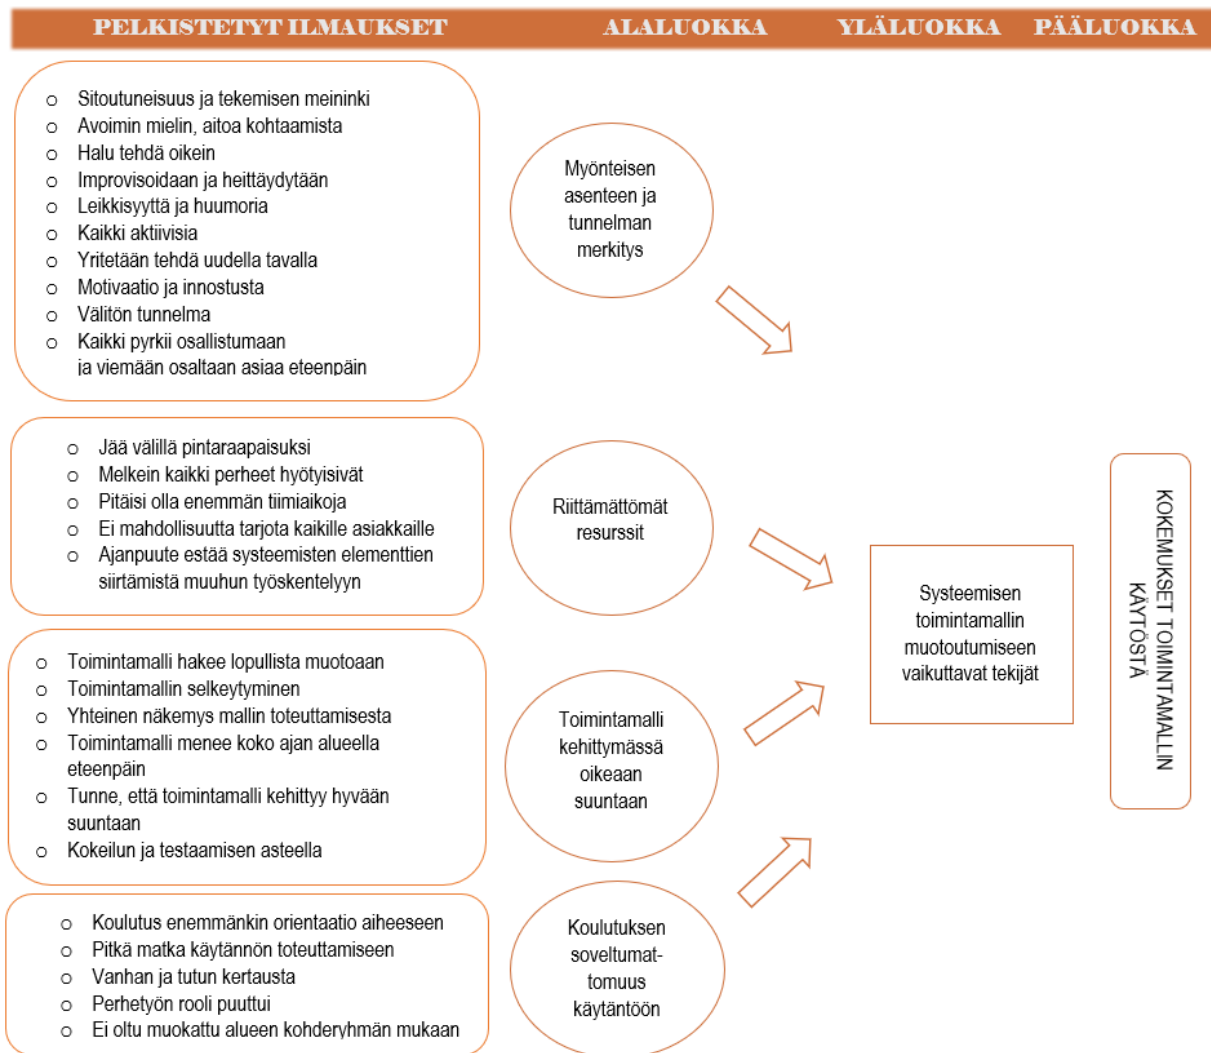 PELKISTETYT ILMAUKSET ALALUOKKA YLÄLUOKKA PÄÄLUOKKA
o Sitoutuneisuus ja tekemisen meininki
o Avoimin mielin, aitoa kohtaamista
o Halu tehdä oikein
o Improvisoidaan ja heittäydytään
o Leikkisyyttä ja huumoria
o Kaikki aktiivisia
o Yritetään tehdä uudella tavalla
o Motivaatio ja innostusta
o Välitön tunnelma
o Kaikki pyrkii osallistumaan
ja viemään osaltaan asiaa eteenpäin
Myönteisen
asenteen ja
tunnelman
merkitys
o Jää välillä pintaraapaisuksi
o Melkein kaikki perheet hyötyisivät
o Pitäisi olla enemmän tiimiaikoja
o Ei mahdollisuutta tarjota kaikille asiakkaille
o Ajanpuute estää systeemisten elementtien
siirtämistä muuhun työskentelyyn
Riittämättömät
resurssit
o Toimintamalli hakee lopullista muotoaan
o Toimintamallin selkeytyminen
o Yhteinen näkemys mallin toteuttamisesta
o Toimintamalli menee koko ajan alueella
eteenpäin
o Tunne, että toimintamalli kehittyy hyvään
suuntaan
o Kokeilun ja testaamisen asteella
Toimintamalli
kehittymässä
oikeaan
suuntaan
o Koulutus enemmänkin orientaatio aiheeseen
o Pitkä matka käytännön toteuttamiseen
o Vanhan ja tutun kertausta
o Perhetyön rooli puuttui
o Ei oltu muokattu alueen kohderyhmän mukaan
Koulutuksen
soveltumat-
tomuus
käytäntöön
Systeemisen
toimintamallin
muotoutumiseen
vaikuttavat tekijät
KOKEMUKSET TOIMINTAMALLIN
KÄYTÖSTÄ